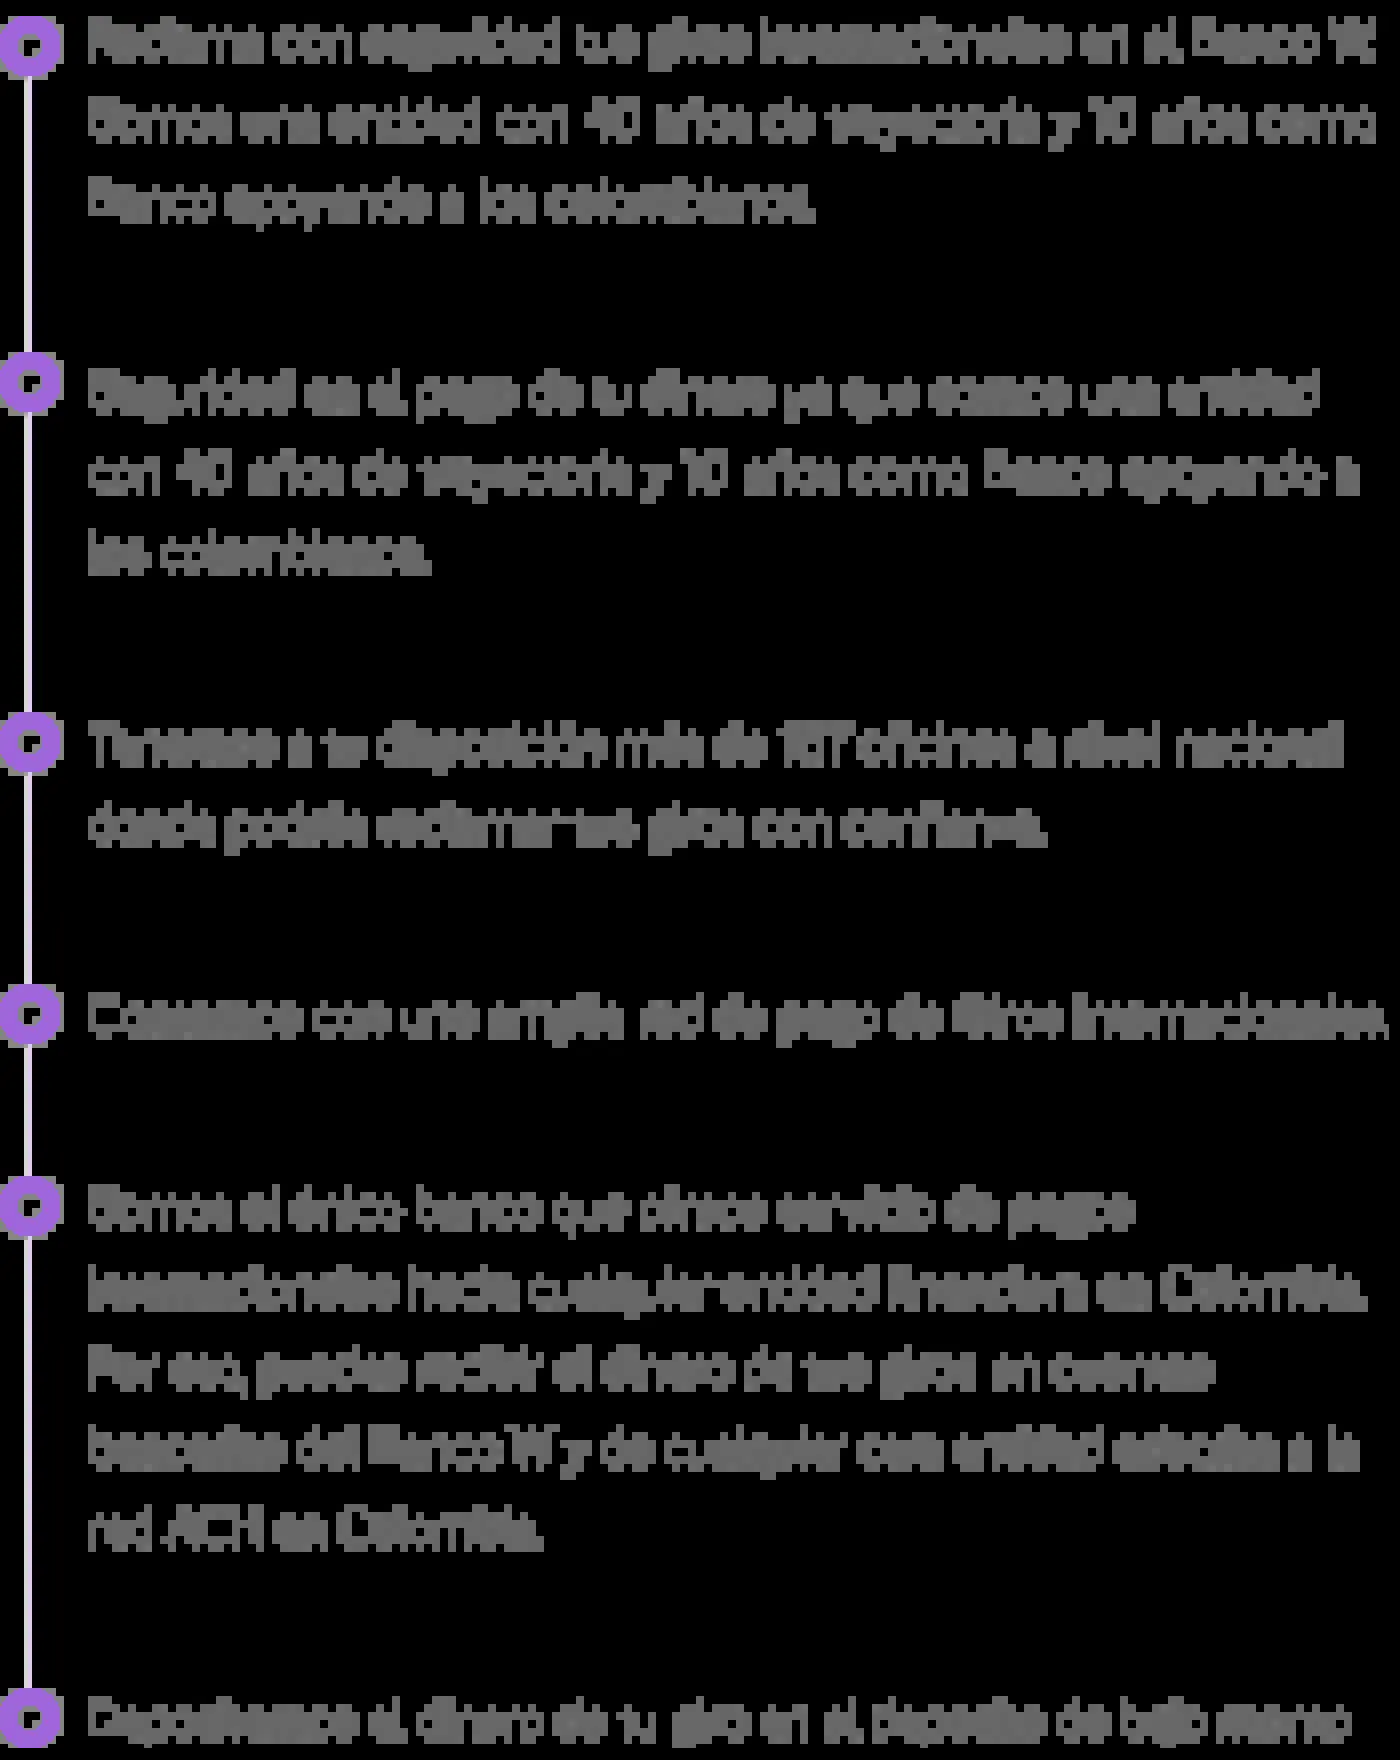 Reclama con seguridad tus giros internacionales en el Banco W.
Somos una entidad con 40 años de trayectoria y 10 años como
Banco apoyando a los colombianos.
Seguridad en el pago de tu dinero ya que somos una entidad
con 40 años de trayectoria y 10 años como Banco apoyando a
los colombianos.
Tenemos a tu disposición más de oficinas a nivel nacional
donde podrás reclamar tus giros con confianza.
Contamos con una amplia red de pago de Giros Internacionales.
Somos el único banco que ofrece servicio de pagos
internacionales hacia cualquier entidad financiera en Colombia.
Por eso, puedes recibir el dinero de tus giros en cuentas
bancarias del Banco W y de cualquier otra entidad adscrita a la
red ACH en Colombia.
el dinero de tu giro en el depósito de bajo monto